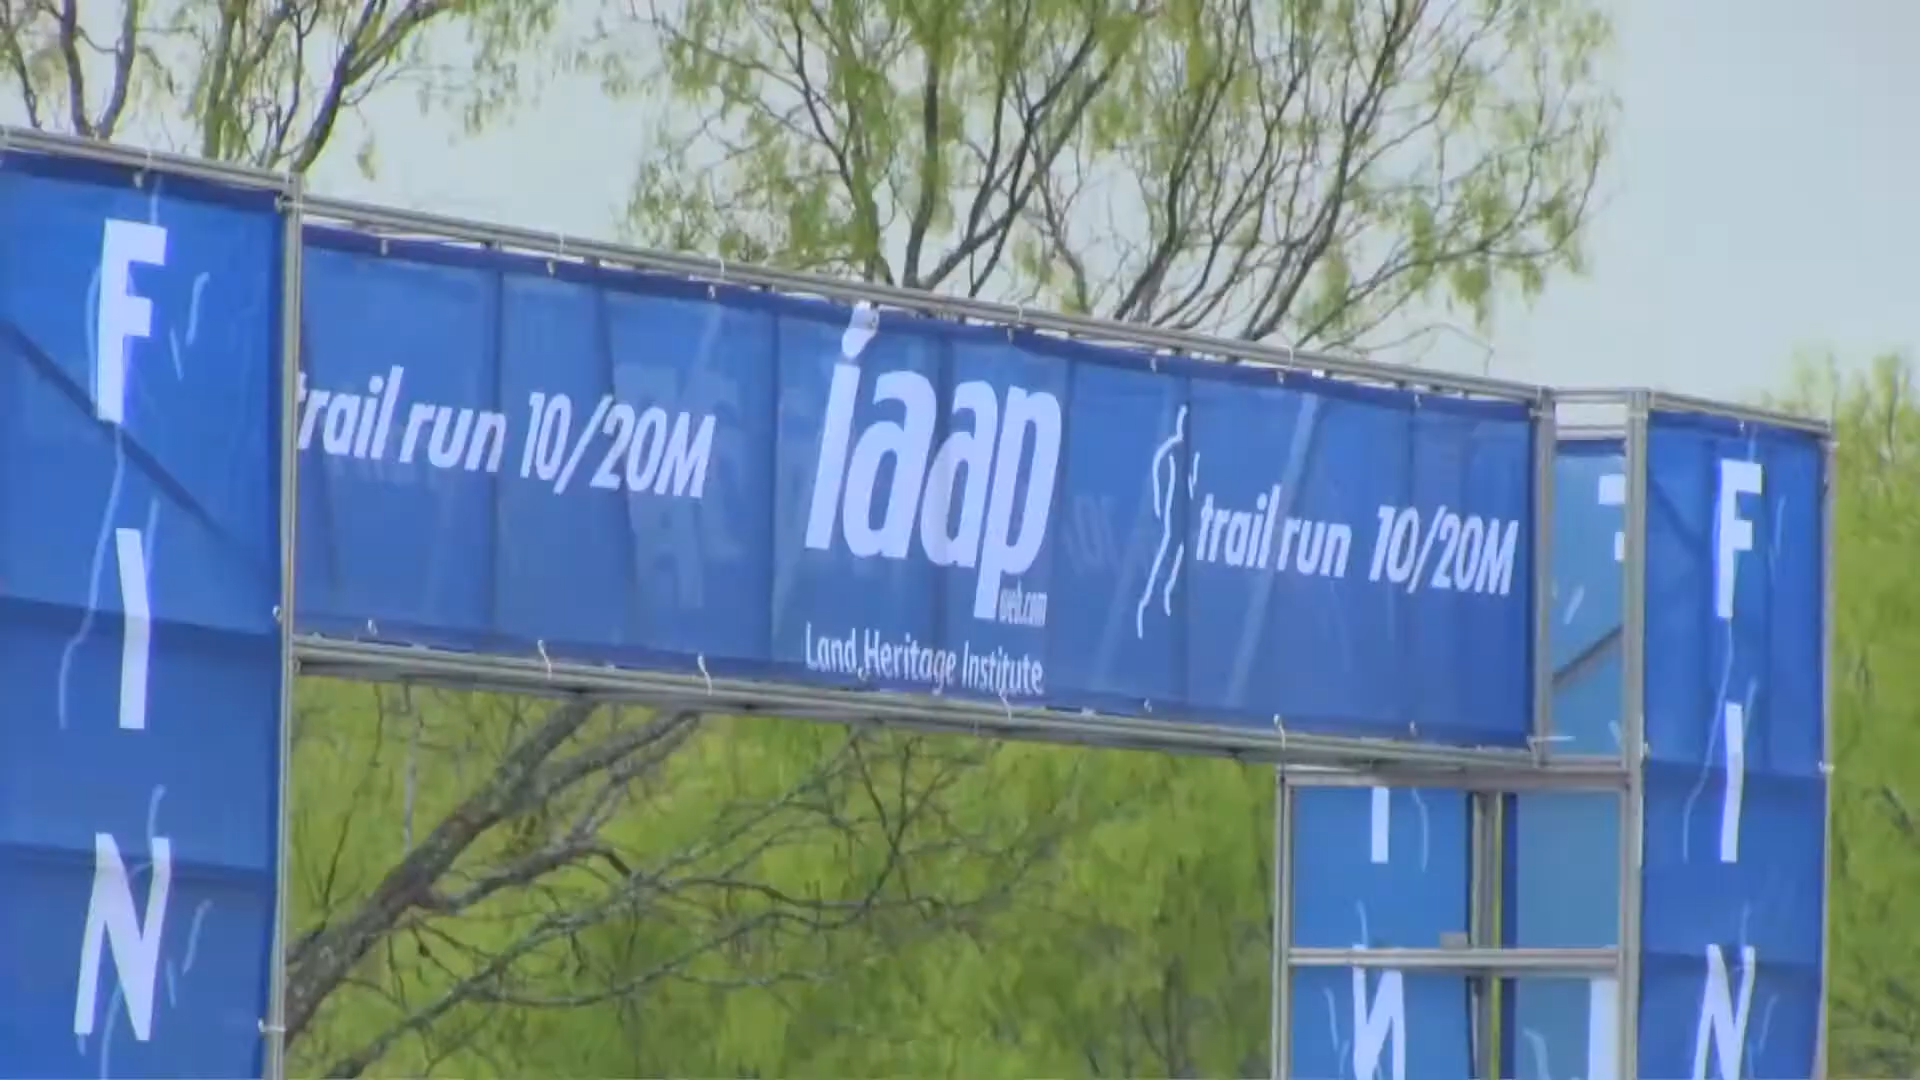 F
I
N
trail run 10/20M
iaap
web.com
Land Heritage Institute
trail run 10/20M
F
I
N
I
N